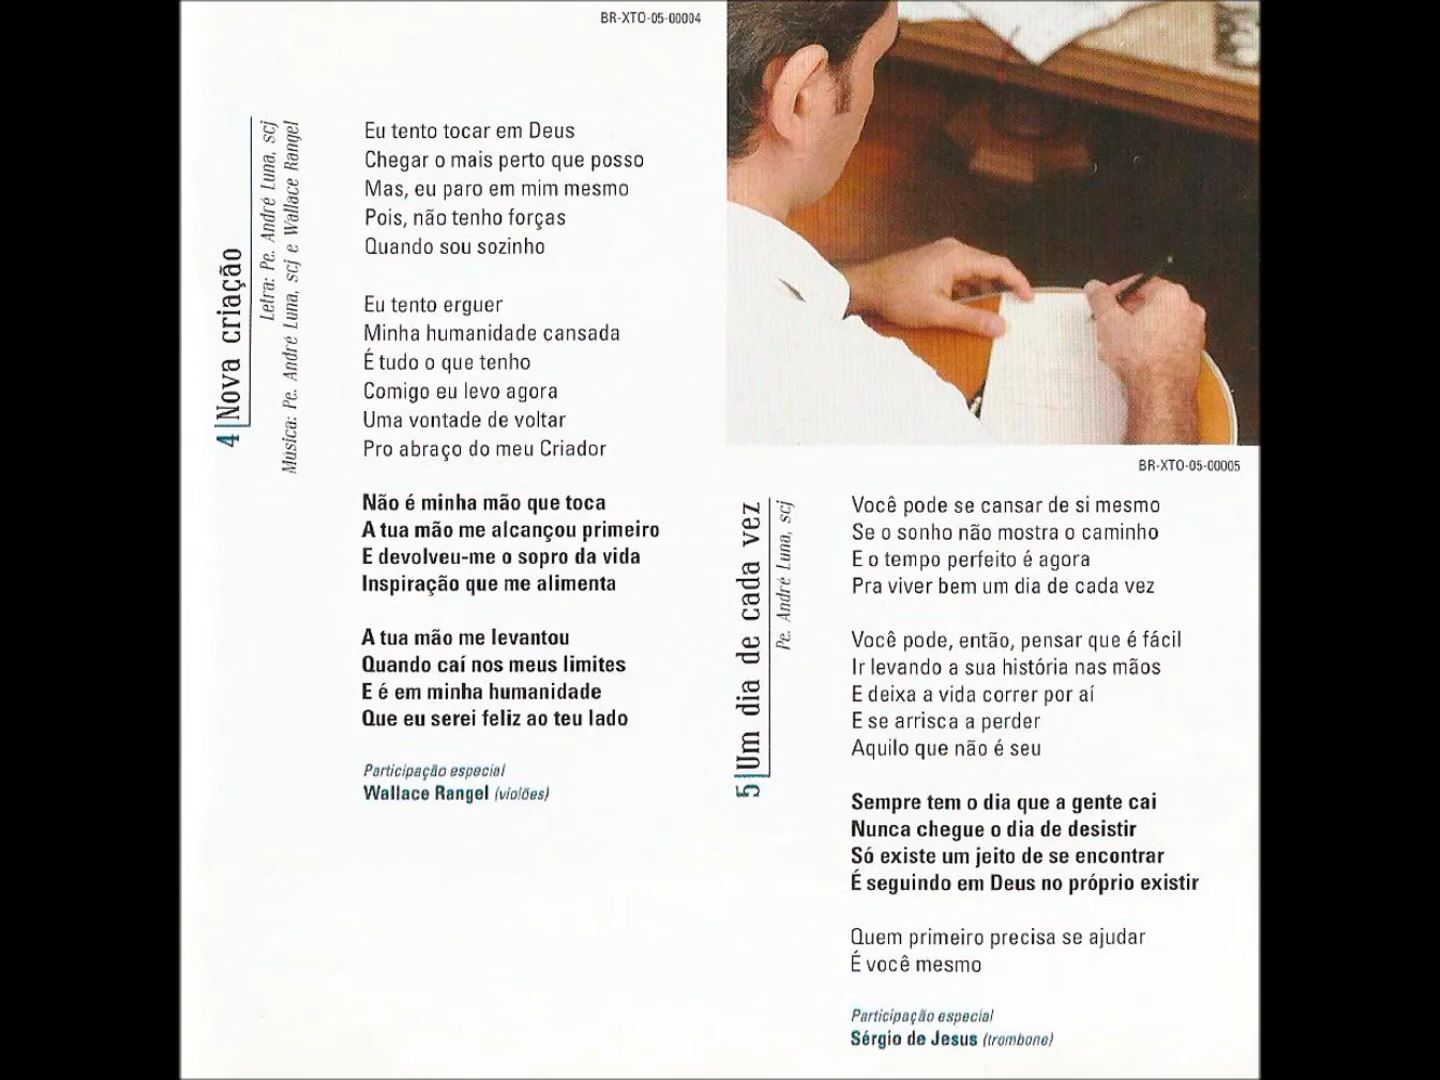 BR-XTO-05-00004
4 Nova criação
Letra: Pe. André Luna, scj
Música: Pe. André Luna, scj e Wallace Rangel
Eu tento tocar em Deus
Chegar o mais perto que posso
Mas, eu paro em mim mesmo
Pois, não tenho forças
Quando sou sozinho
Eu tento erguer
Minha humanidade cansada
É tudo o que tenho
Comigo eu levo agora
Uma vontade de voltar
Pro abraço do meu Criador
Não é minha mão que toca
A tua mão me alcançou primeiro
E devolveu-me o sopro da vida
Inspiração que me alimenta
A tua mão me levantou
Quando caí nos meus limites
E é em minha humanidade
Que eu serei feliz ao teu lado
Participação especial
Wallace Rangel (violões)
BR-XTO-05-00005
5 Um dia de cada vez
Pe. André Luna, scj
Você pode se cansar de si mesmo
Se o sonho não mostra o caminho
E o tempo perfeito é agora
Pra viver bem um dia de cada vez
Você pode, então, pensar que é fácil
Ir levando a sua história nas mãos
E deixa a vida correr por aí
E se arrisca a perder
Aquilo que não é seu
Sempre tem o dia que a gente cai
Nunca chegue o dia de desistir
Só existe um jeito de se encontrar
É seguindo em Deus no próprio existir
Quem primeiro precisa se ajudar
É você mesmo
Participação especial
Sérgio de Jesus (trombone)